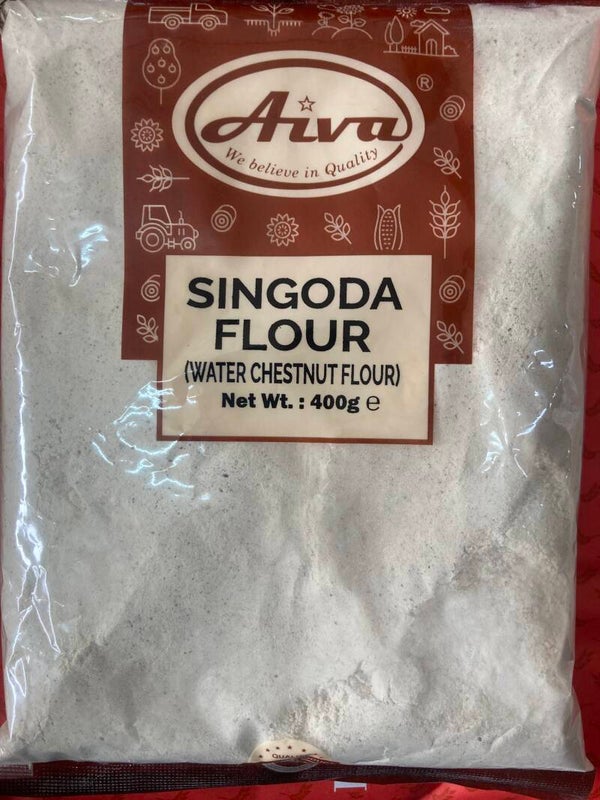 Aiva
®
We believe in Quality
SINGODA
FLOUR
(WATER CHESTNUT FLOUR)
Net Wt. : 400g e